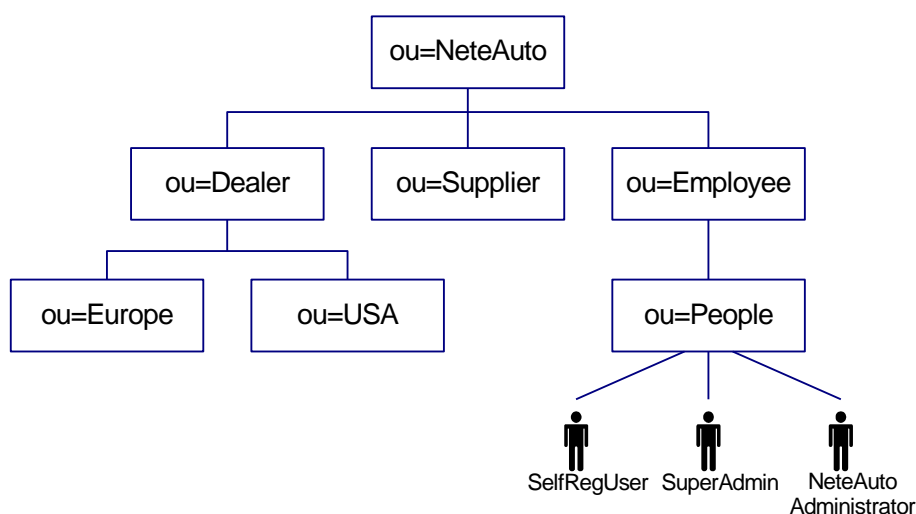 ou=NeteAuto
ou=Dealer
ou=Supplier
ou=Employee
ou=Europe
ou=USA
ou=People
SelfRegUser
SuperAdmin
NeteAuto
Administrator